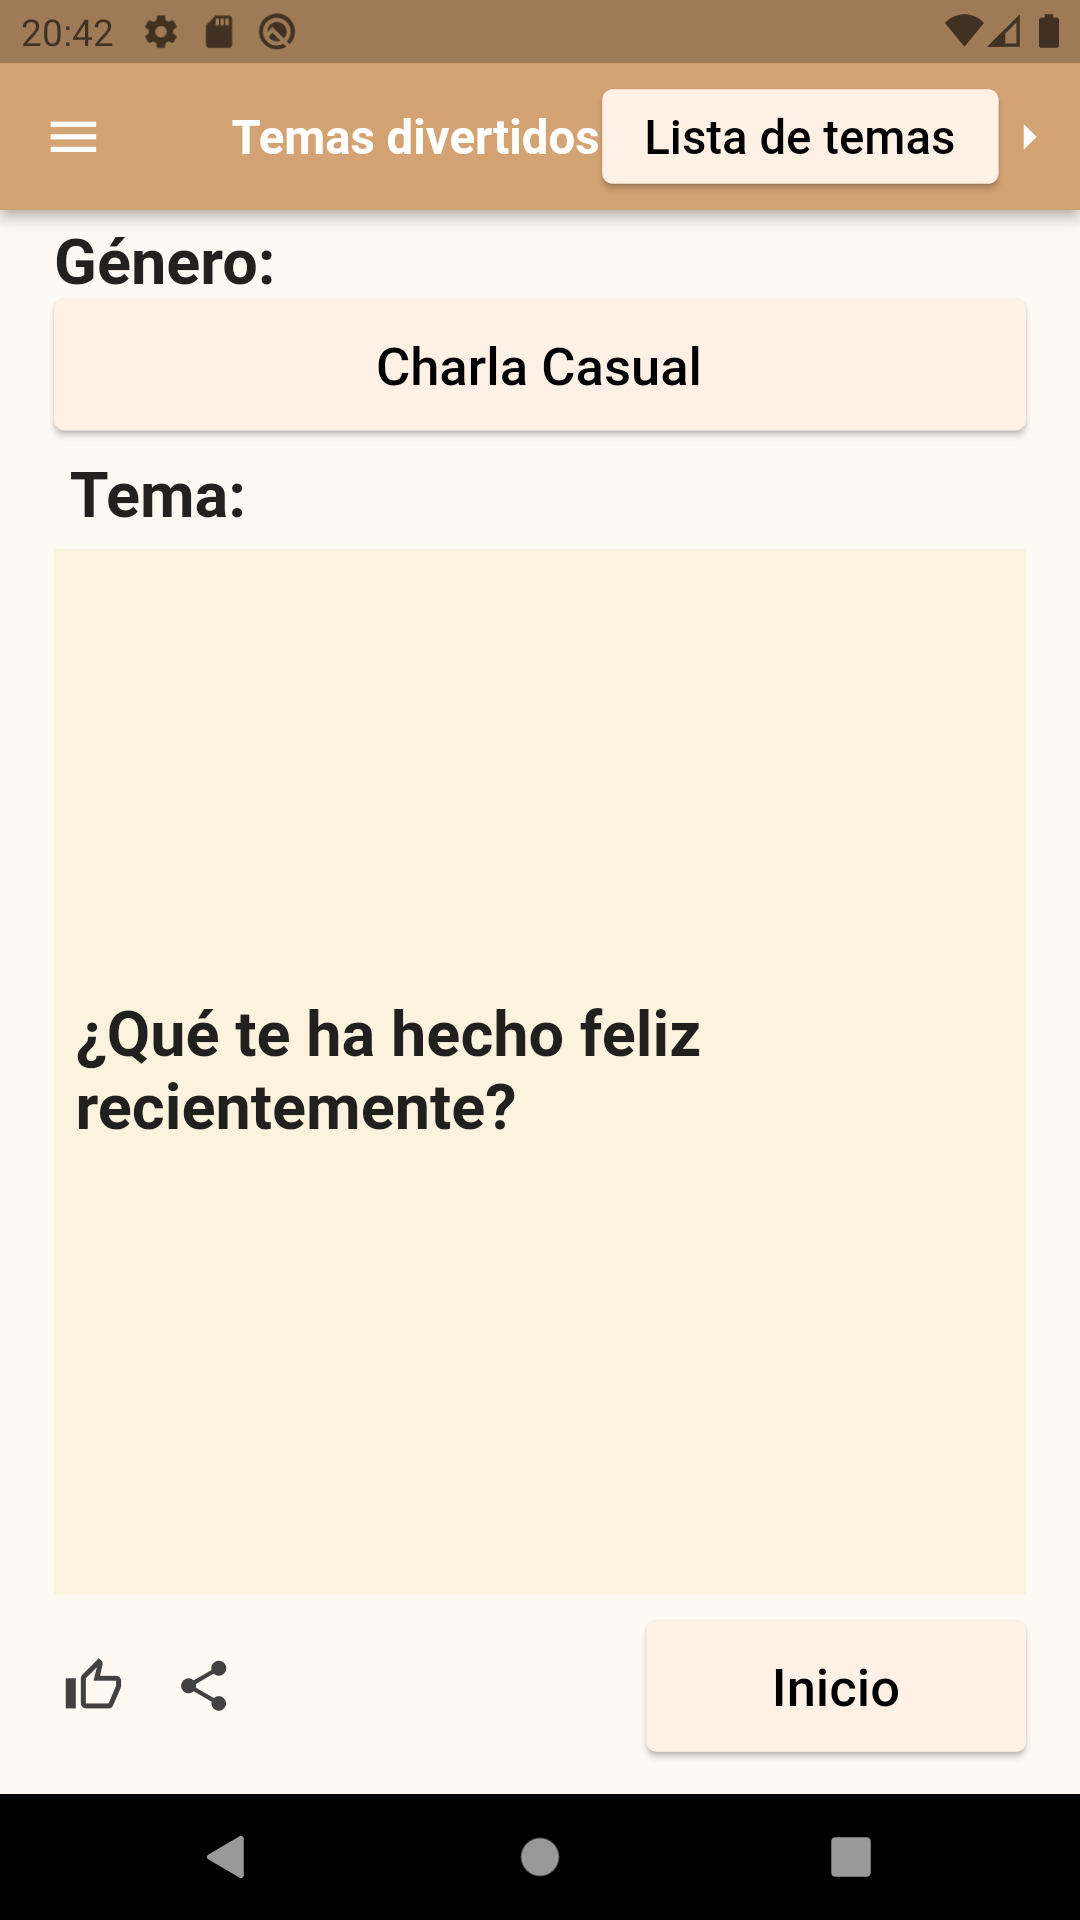 20:42
Temas divertidos
Lista de temas
Género:
Charla Casual
Tema:
¿Qué te ha hecho feliz
recientemente?
Inicio